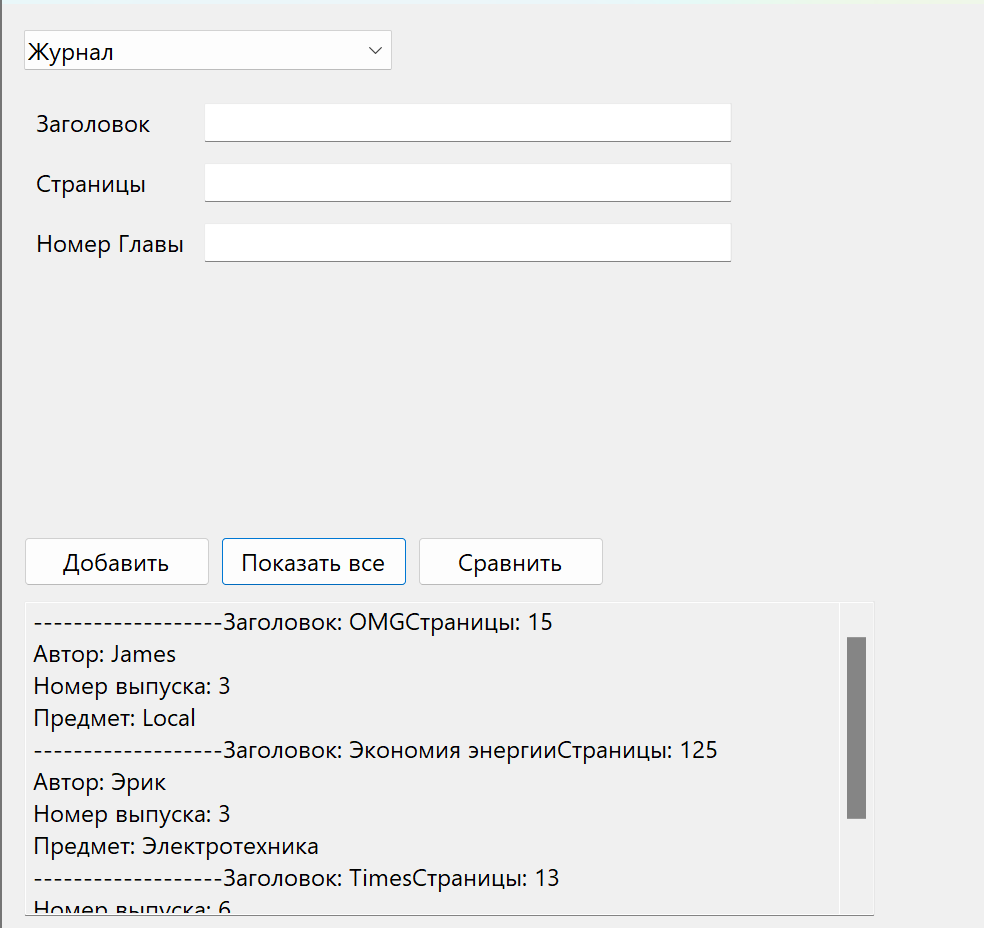 Журнал
Заголовок
Страницы
Номер Главы
Добавить Показать все Сравнить
-------------------Заголовок: OMGСтраницы: 15
Автор: James
Номер выпуска: 3
Предмет: Local
-------------------Заголовок: Экономия энергииСтраницы: 125
Автор: Эрик
Номер выпуска: 3
Предмет: Электротехника
-------------------Заголовок: TimesСтраницы: 13
Номер выпуска: 6